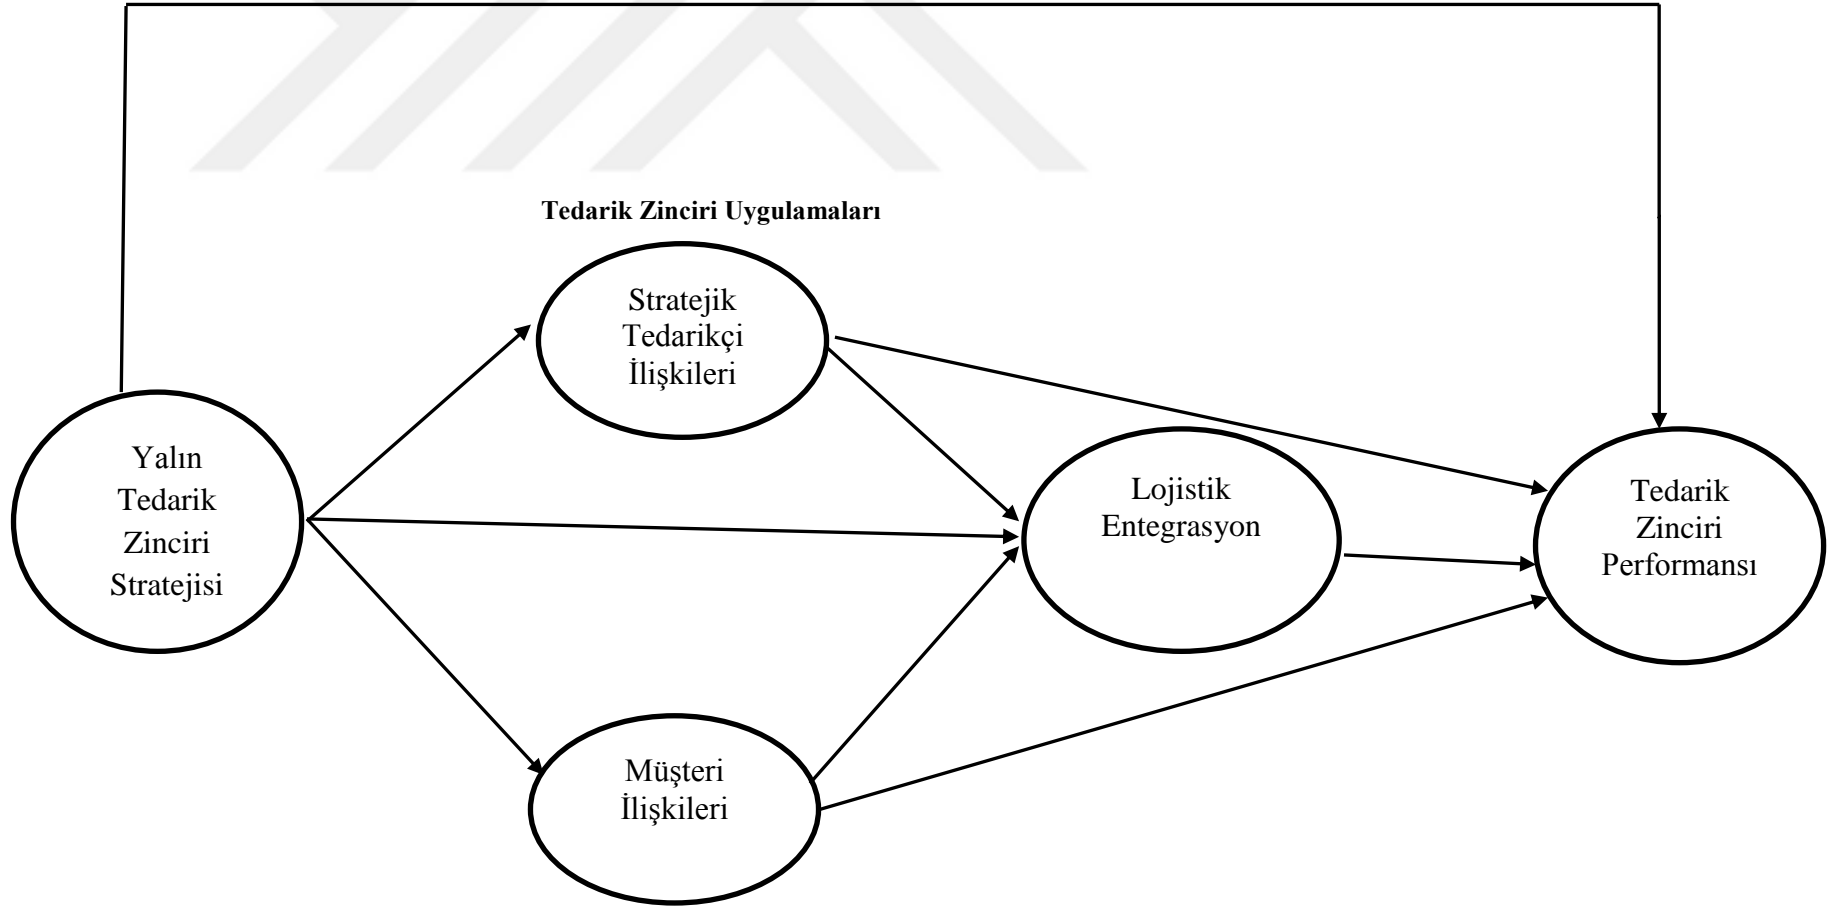 Tedarik Zinciri Uygulamaları
Stratejik
Tedarikçi
İlişkileri
Yalın
Tedarik
Zinciri
Stratejisi
Lojistik
Entegrasyon
Tedarik
Zinciri
Performansı
Müşteri
İlişkileri